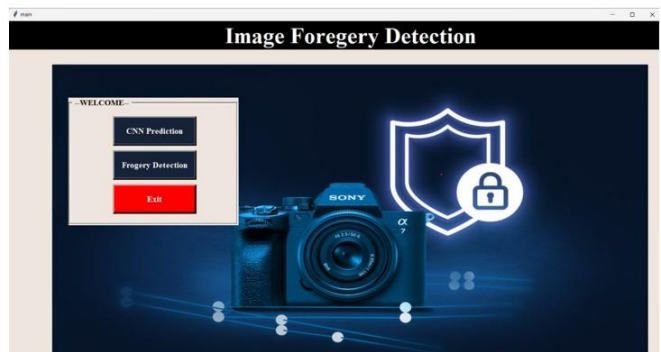 main
Image Foregery Detection
--WELCOME--
CNN Prediction
Frogery Detection
Exit
SONY
α
7